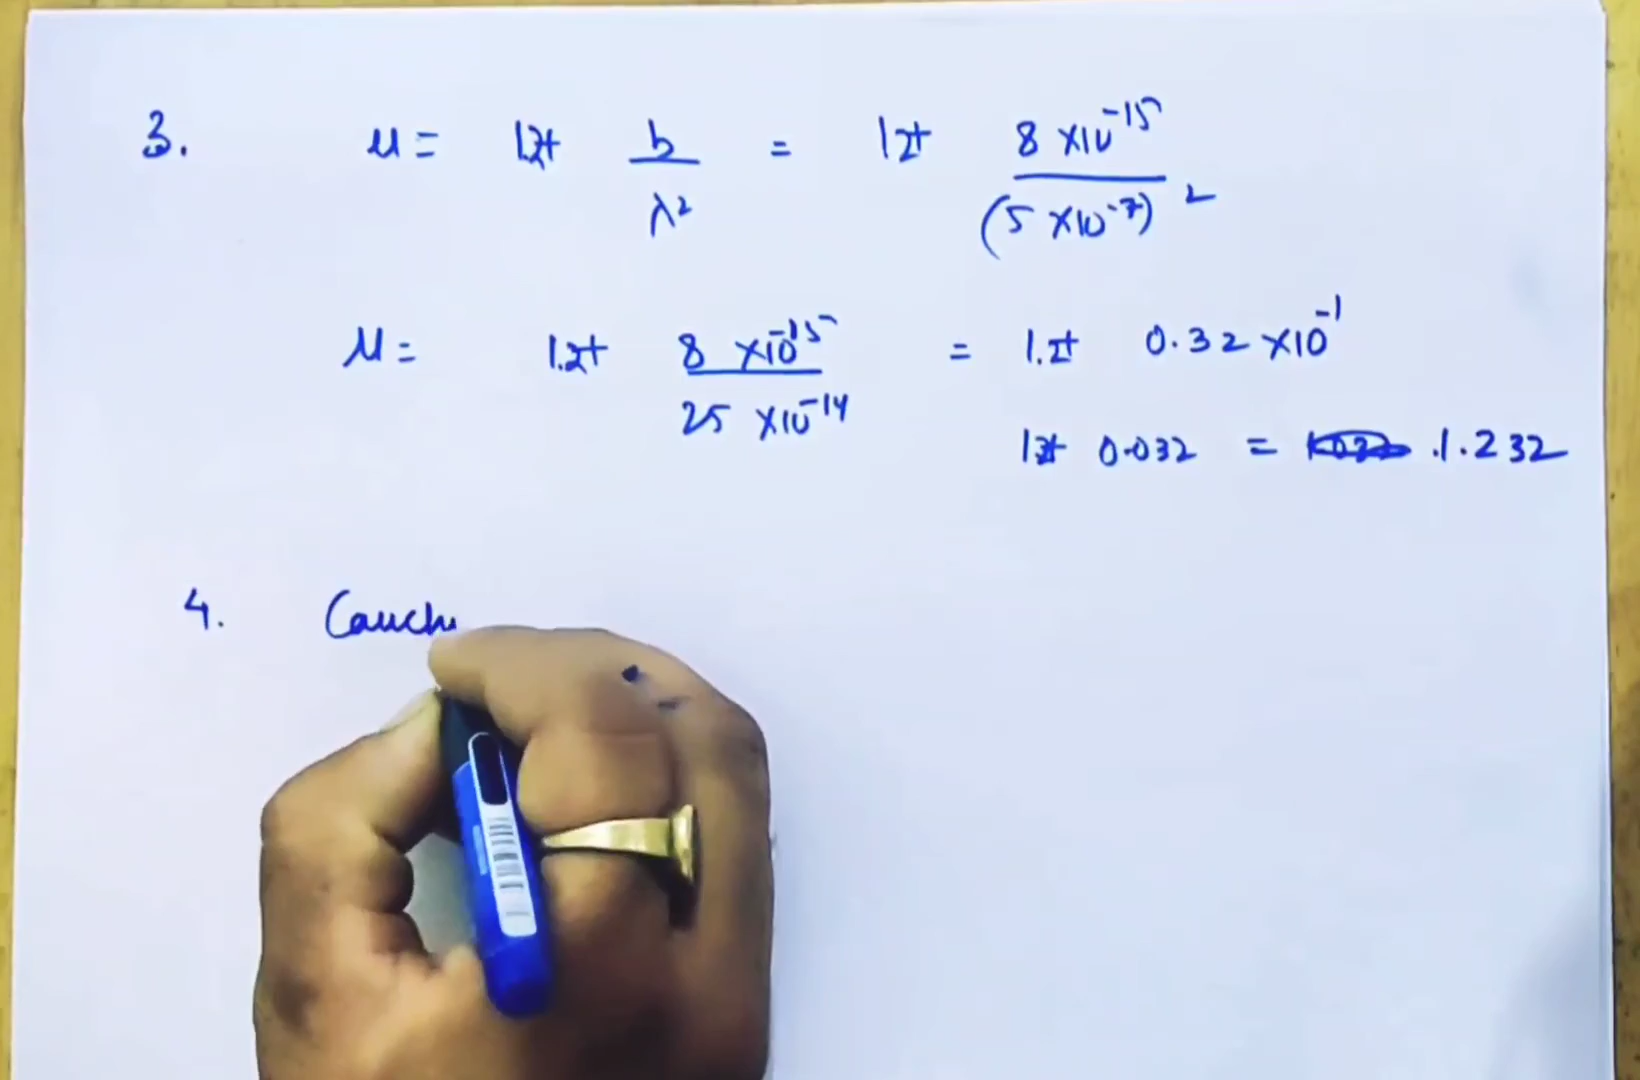 3. μ = 1.2+ b/λ² = 1.2+ 8 ×10⁻¹⁵/(5 ×10⁻⁷)²
μ = 1.2+ 8 ×10⁻¹⁵/25 ×10⁻¹⁴ = 1.2+ 0.32 ×10⁻¹
1.2+ 0.032 = 1.232
4. Cauchy